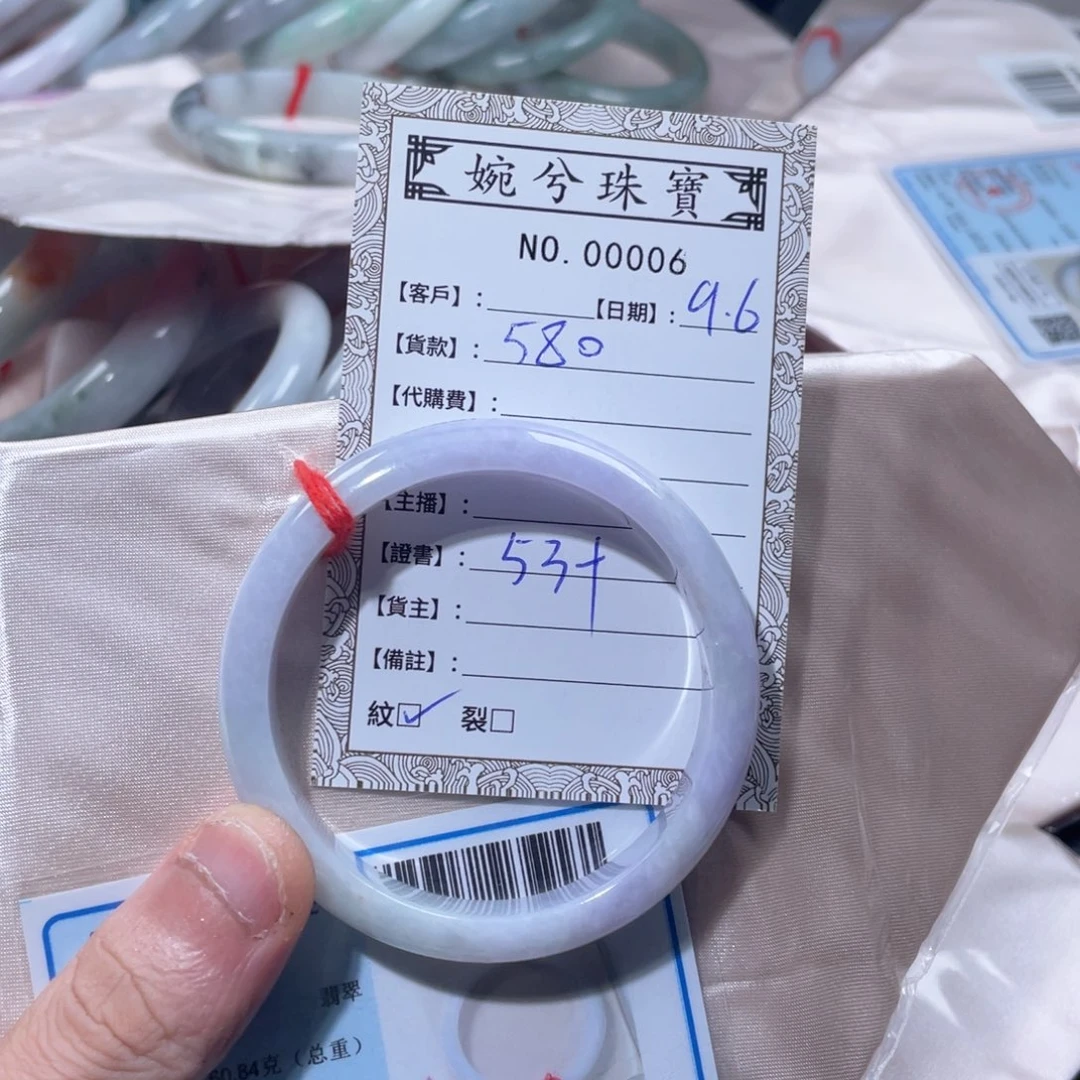 婉兮珠寶
NO. 00006
【客戶】： 【日期】：9.6
【貨款】：580
【代購費】：
【主播】：
【證書】：53+
【貨主】：
【備註】：
紋☑ 裂☐
翡翠
60.84克（总重）